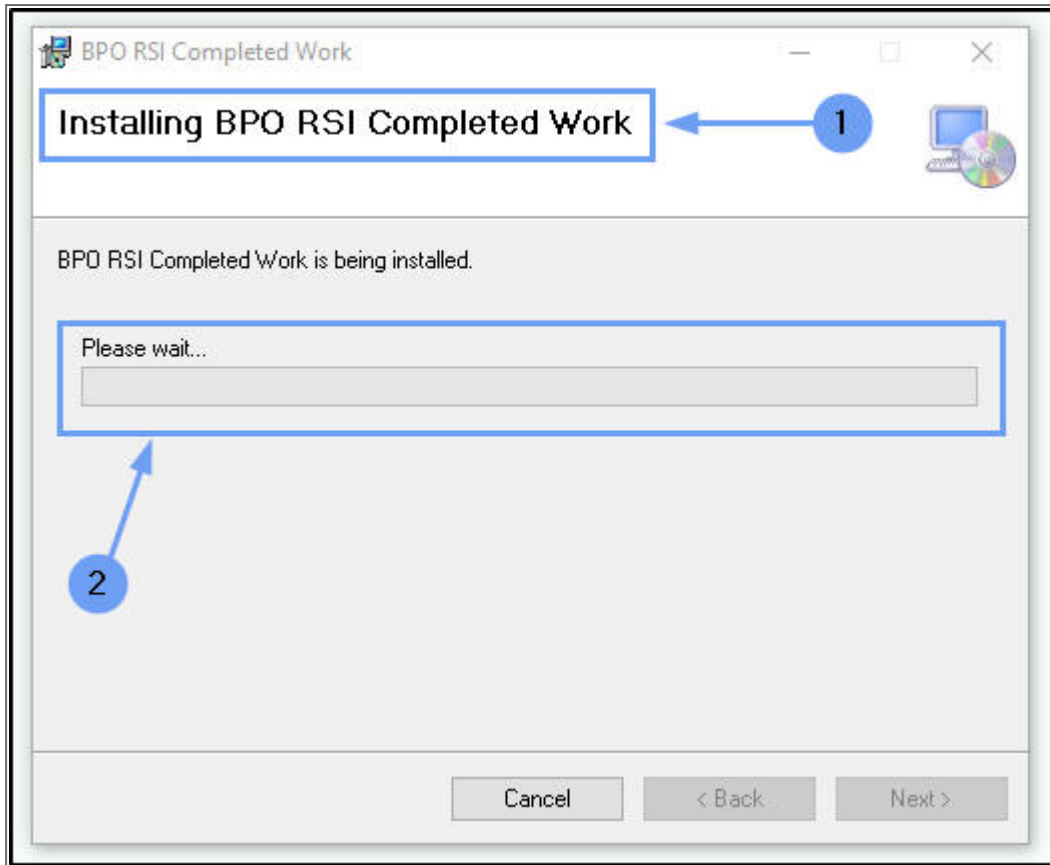 BPO RSI Completed Work
Installing BPO RSI Completed Work
1
BPO RSI Completed Work is being installed.
Please wait...
2
Cancel
< Back
Next >